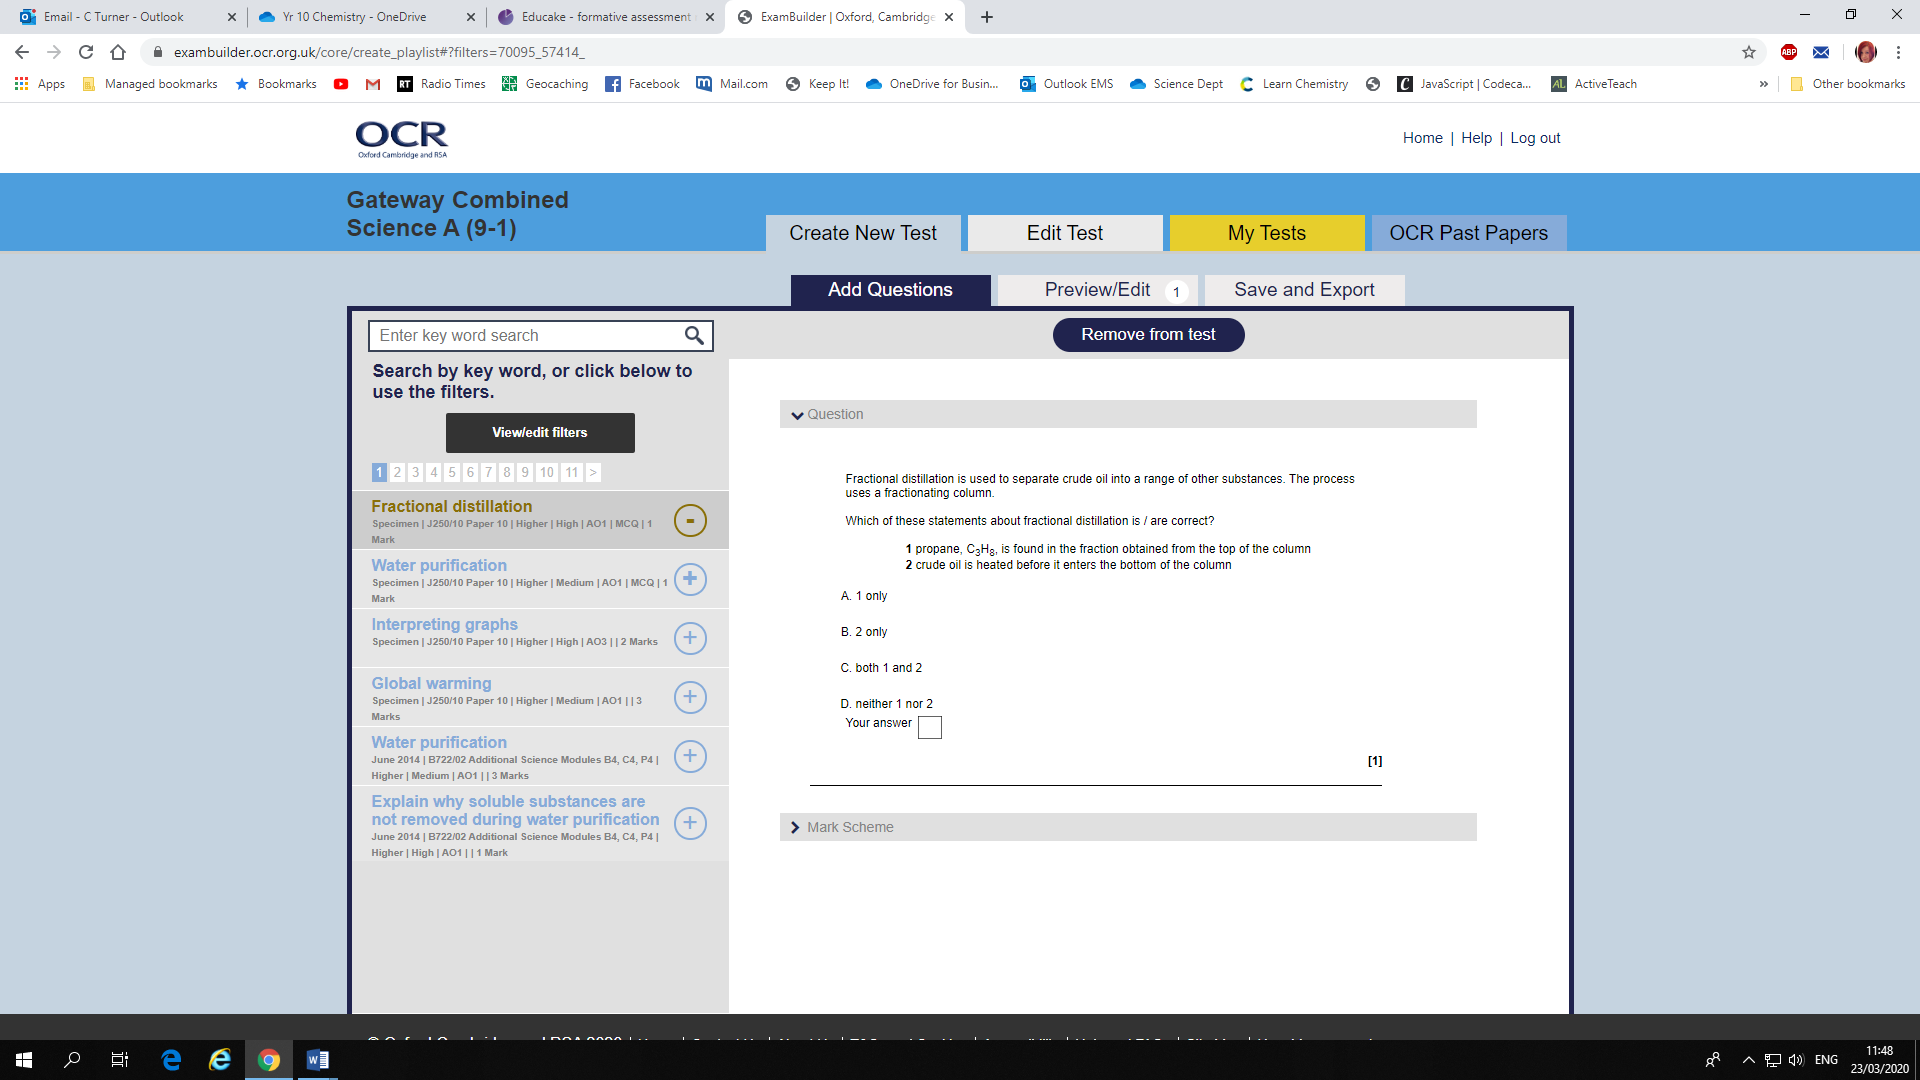 Email - C Turner - Outlook
Yr 10 Chemistry - OneDrive
Educake - formative assessment
ExamBuilder | Oxford, Cambridge
exambuilder.ocr.org.uk/core/create_playlist#?filters=70095_57414_
ABP
Apps
Managed bookmarks
Bookmarks
RT Radio Times
Geocaching
Facebook
Mail.com
Keep It!
OneDrive for Busin...
Outlook EMS
Science Dept
Learn Chemistry
JavaScript | Codeca...
AL ActiveTeach
»
Other bookmarks
OCR
Oxford Cambridge and RSA
Home | Help | Log out
Gateway Combined
Science A (9-1)
Create New Test
Edit Test
My Tests
OCR Past Papers
Add Questions
Preview/Edit 1
Save and Export
Enter key word search
Search by key word, or click below to
use the filters.
View/edit filters
1 2 3 4 5 6 7 8 9 10 11 >
Fractional distillation
Specimen | J250/10 Paper 10 | Higher | High | AO1 | MCQ | 1
Mark
Water purification
Specimen | J250/10 Paper 10 | Higher | Medium | AO1 | MCQ | 1
Mark
Interpreting graphs
Specimen | J250/10 Paper 10 | Higher | High | AO3 | | 2 Marks
Global warming
Specimen | J250/10 Paper 10 | Higher | Medium | AO1 | | 3
Marks
Water purification
June 2014 | B722/02 Additional Science Modules B4, C4, P4 |
Higher | Medium | AO1 | | 3 Marks
Explain why soluble substances are
not removed during water purification
June 2014 | B722/02 Additional Science Modules B4, C4, P4 |
Higher | High | AO1 | | 1 Mark
Remove from test
Question
Fractional distillation is used to separate crude oil into a range of other substances. The process
uses a fractionating column.
Which of these statements about fractional distillation is / are correct?
1 propane, C₃H₈, is found in the fraction obtained from the top of the column
2 crude oil is heated before it enters the bottom of the column
A. 1 only
B. 2 only
C. both 1 and 2
D. neither 1 nor 2
Your answer
[1]
Mark Scheme
ENG
11:48
23/03/2020